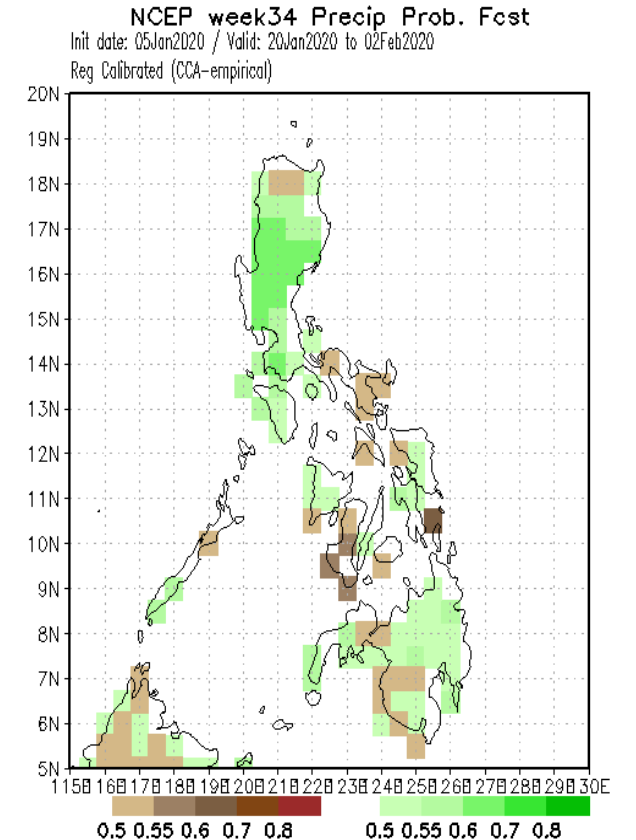 NCEP week34 Precip Prob. Fcst
Init date: 05Jan2020 / Valid: 20Jan2020 to 02Feb2020
Reg Calibrated (CCA-empirical)
20N
19N
18N
17N
16N
15N
14N
13N
12N
11N
10N
9N
8N
7N
6N
5N
115E 116E 117E 118E 119E 120E 121E 122E 123E 124E 125E 126E 127E 128E 129E 130E
0.5 0.55 0.6 0.7 0.8 0.5 0.55 0.6 0.7 0.8